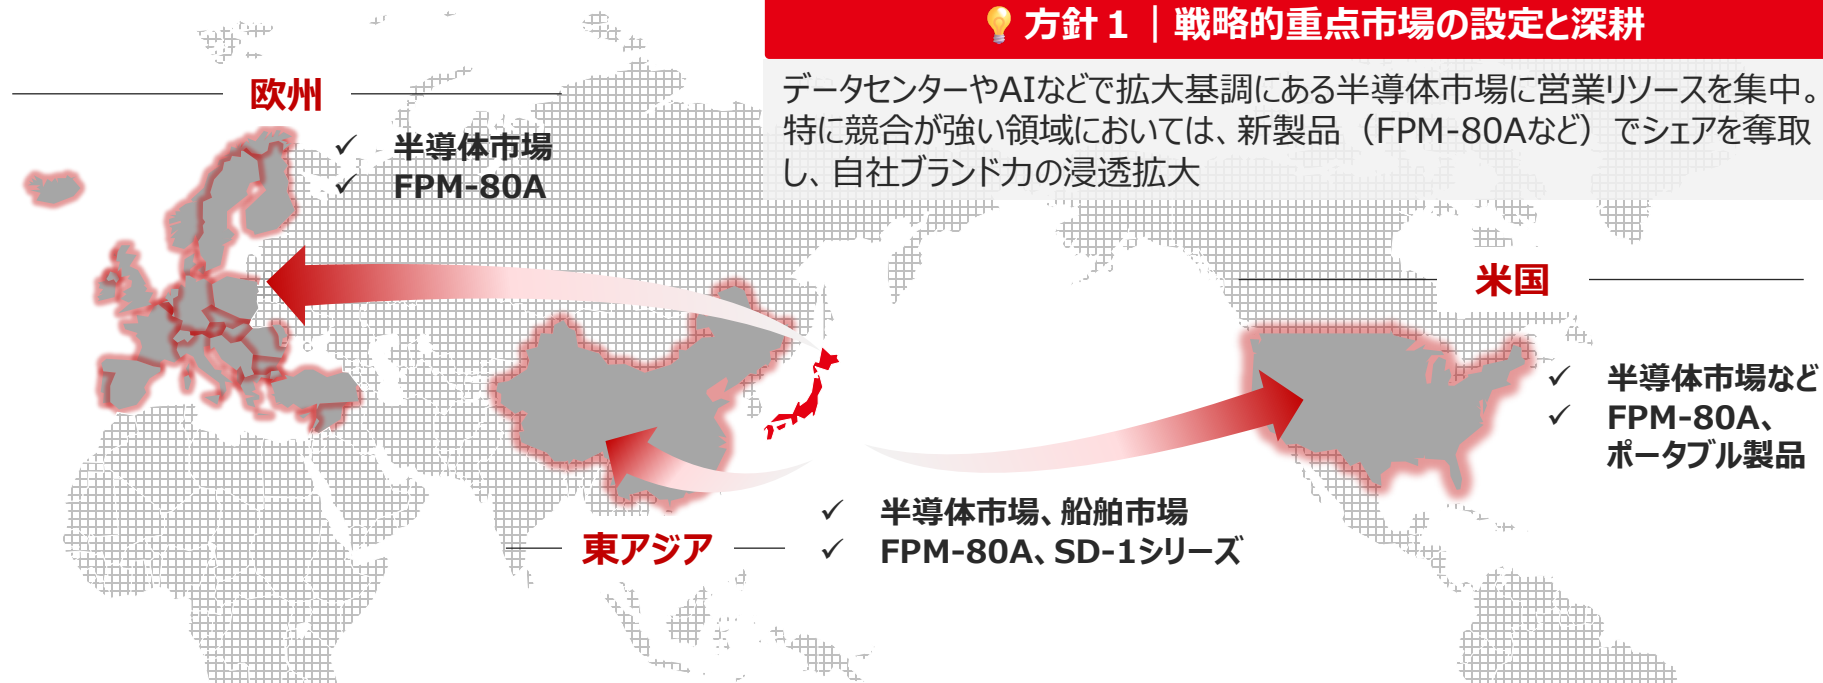 方針１｜戦略的重点市場の設定と深耕
データセンターやAIなどで拡大基調にある半導体市場に営業リソースを集中。
特に競合が強い領域においては、新製品（FPM-80Aなど）でシェアを奪取
し、自社ブランド力の浸透拡大
欧州
✓ 半導体市場
✓ FPM-80A
米国
✓ 半導体市場など
✓ FPM-80A、
ポータブル製品
東アジア
✓ 半導体市場、船舶市場
✓ FPM-80A、SD-1シリーズ